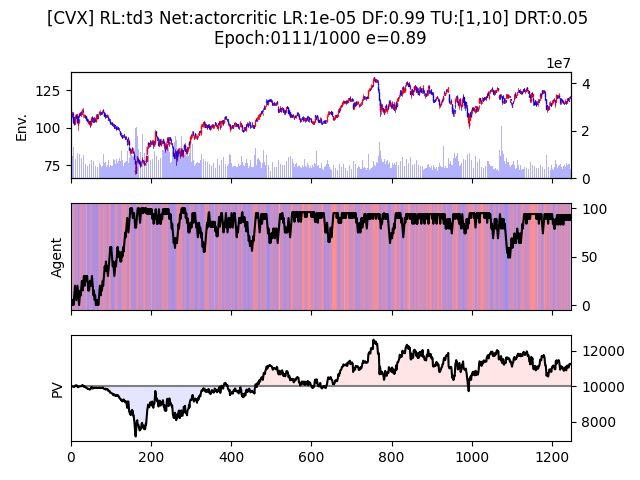 [CVX] RL:td3 Net:actorcritic LR:1e-05 DF:0.99 TU:[1,10] DRT:0.05
Epoch:0111/1000 e=0.89
1e7
125
100
75
Env.
4
2
0
Agent
100
50
0
PV
12000
10000
8000
0 200 400 600 800 1000 1200